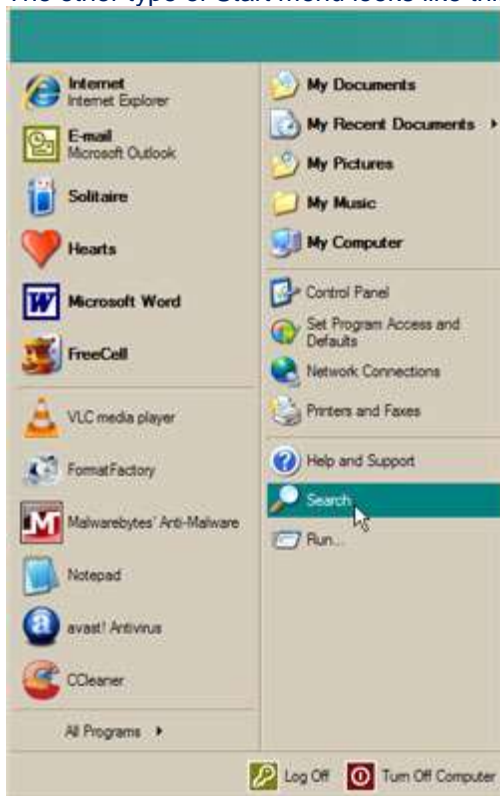 The other type of Start menu looks like thi
Internet
Internet Explorer
E-mail
Microsoft Outlook
Solitaire
Hearts
Microsoft Word
FreeCell
VLC media player
FormatFactory
Malwarebytes' Anti-Malware
Notepad
avast! Antivirus
CCleaner
All Programs
My Documents
My Recent Documents
My Pictures
My Music
My Computer
Control Panel
Set Program Access and
Defaults
Network Connections
Printers and Faxes
Help and Support
Search
Run...
Log Off
Turn Off Computer